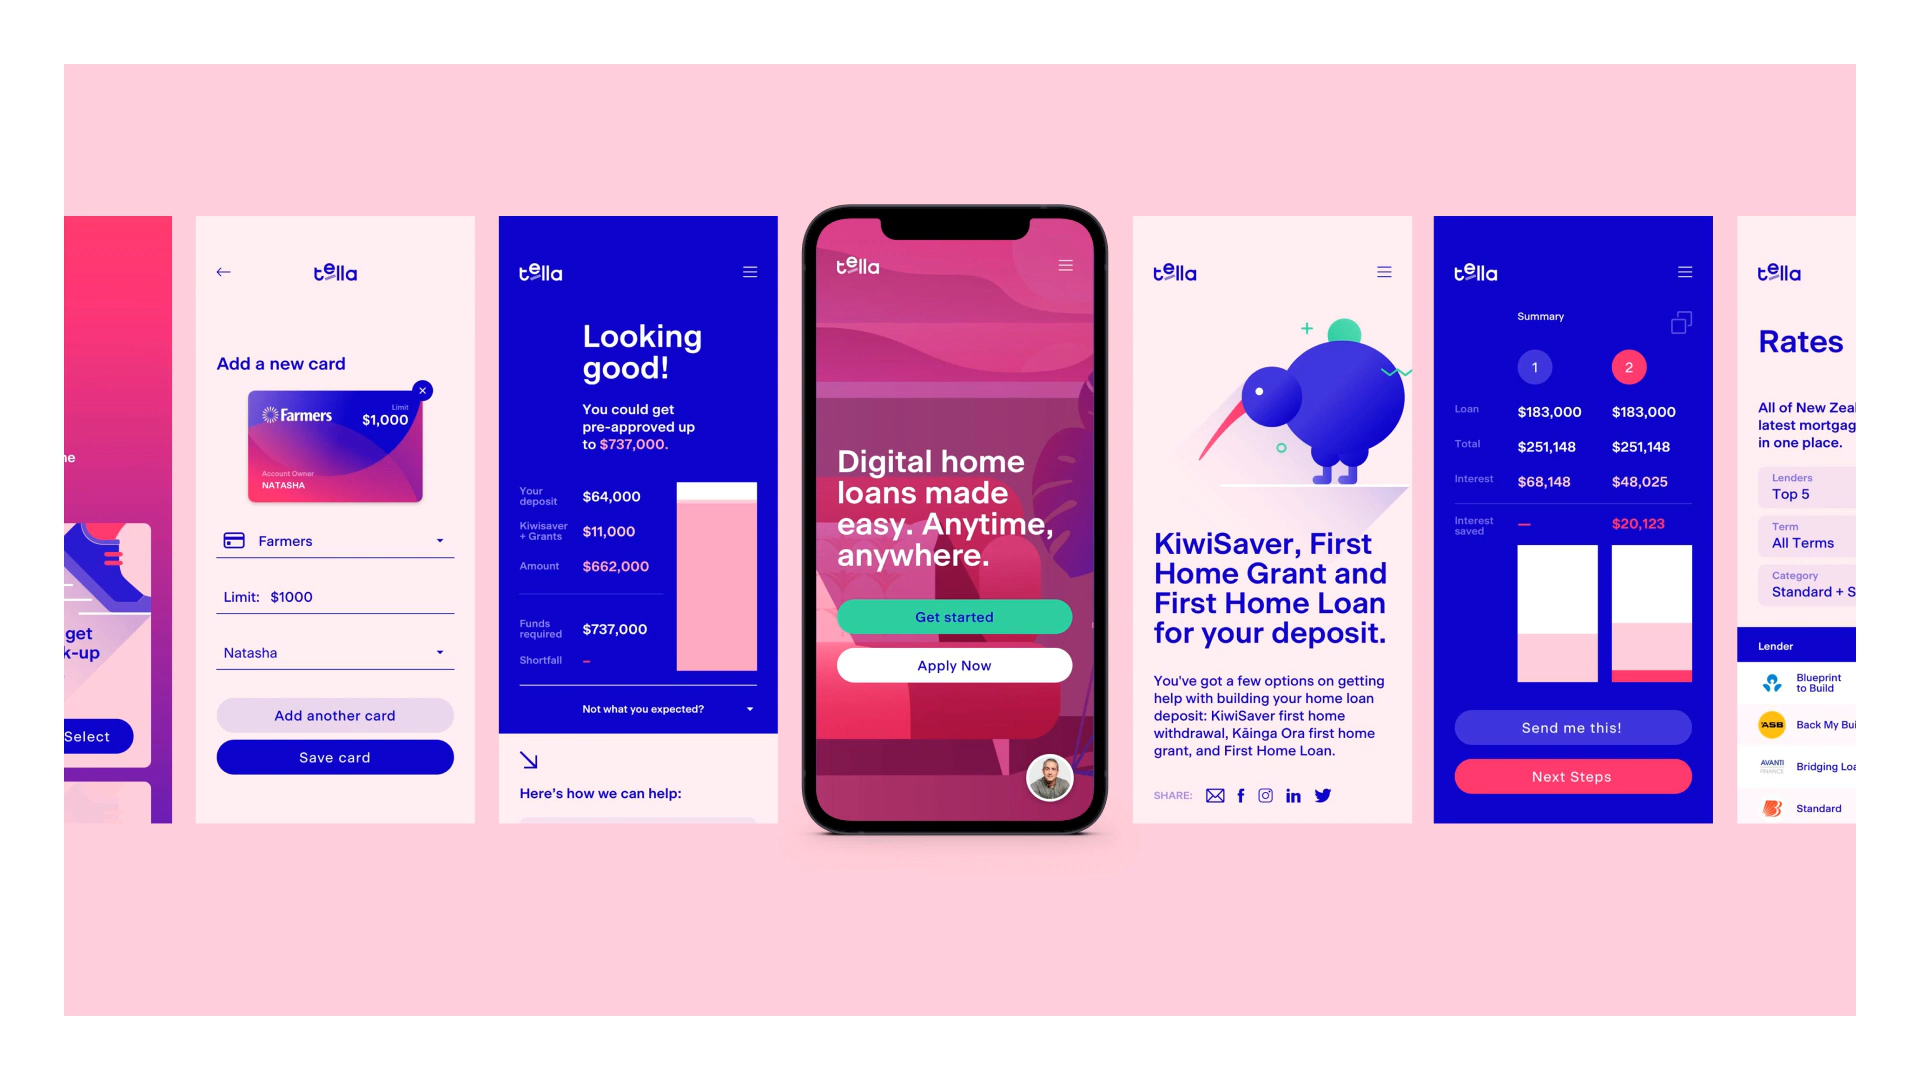 ne
get
k-up
Select
tella
Add a new card
Farmers
Limit
$1,000
Account Owner
NATASHA
Farmers
Limit: $1000
Natasha
Add another card
Save card
tella
Looking
good!
You could get
pre-approved up
to $737,000.
Your
deposit
$64,000
Kiwisaver
+ Grants
$11,000
Amount
$662,000
Funds
required
$737,000
Shortfall
–
Not what you expected?
Here's how we can help:
tella
Digital home
loans made
easy. Anytime,
anywhere.
Get started
Apply Now
tella
KiwiSaver, First
Home Grant and
First Home Loan
for your deposit.
You've got a few options on getting
help with building your home loan
deposit: KiwiSaver first home
withdrawal, Kāinga Ora first home
grant, and First Home Loan.
SHARE:
tella
Summary
1 2
Loan $183,000 $183,000
Total $251,148 $251,148
Interest $68,148 $48,025
Interest
saved
— $20,123
Send me this!
Next Steps
tella
Rates
All of New Zea
latest mortgag
in one place.
Lenders
Top 5
Term
All Terms
Category
Standard + S
Lender
Blueprint
to Build
ASB
Back My Bui
AVANTI
FINANCE
Bridging Loa
Standard